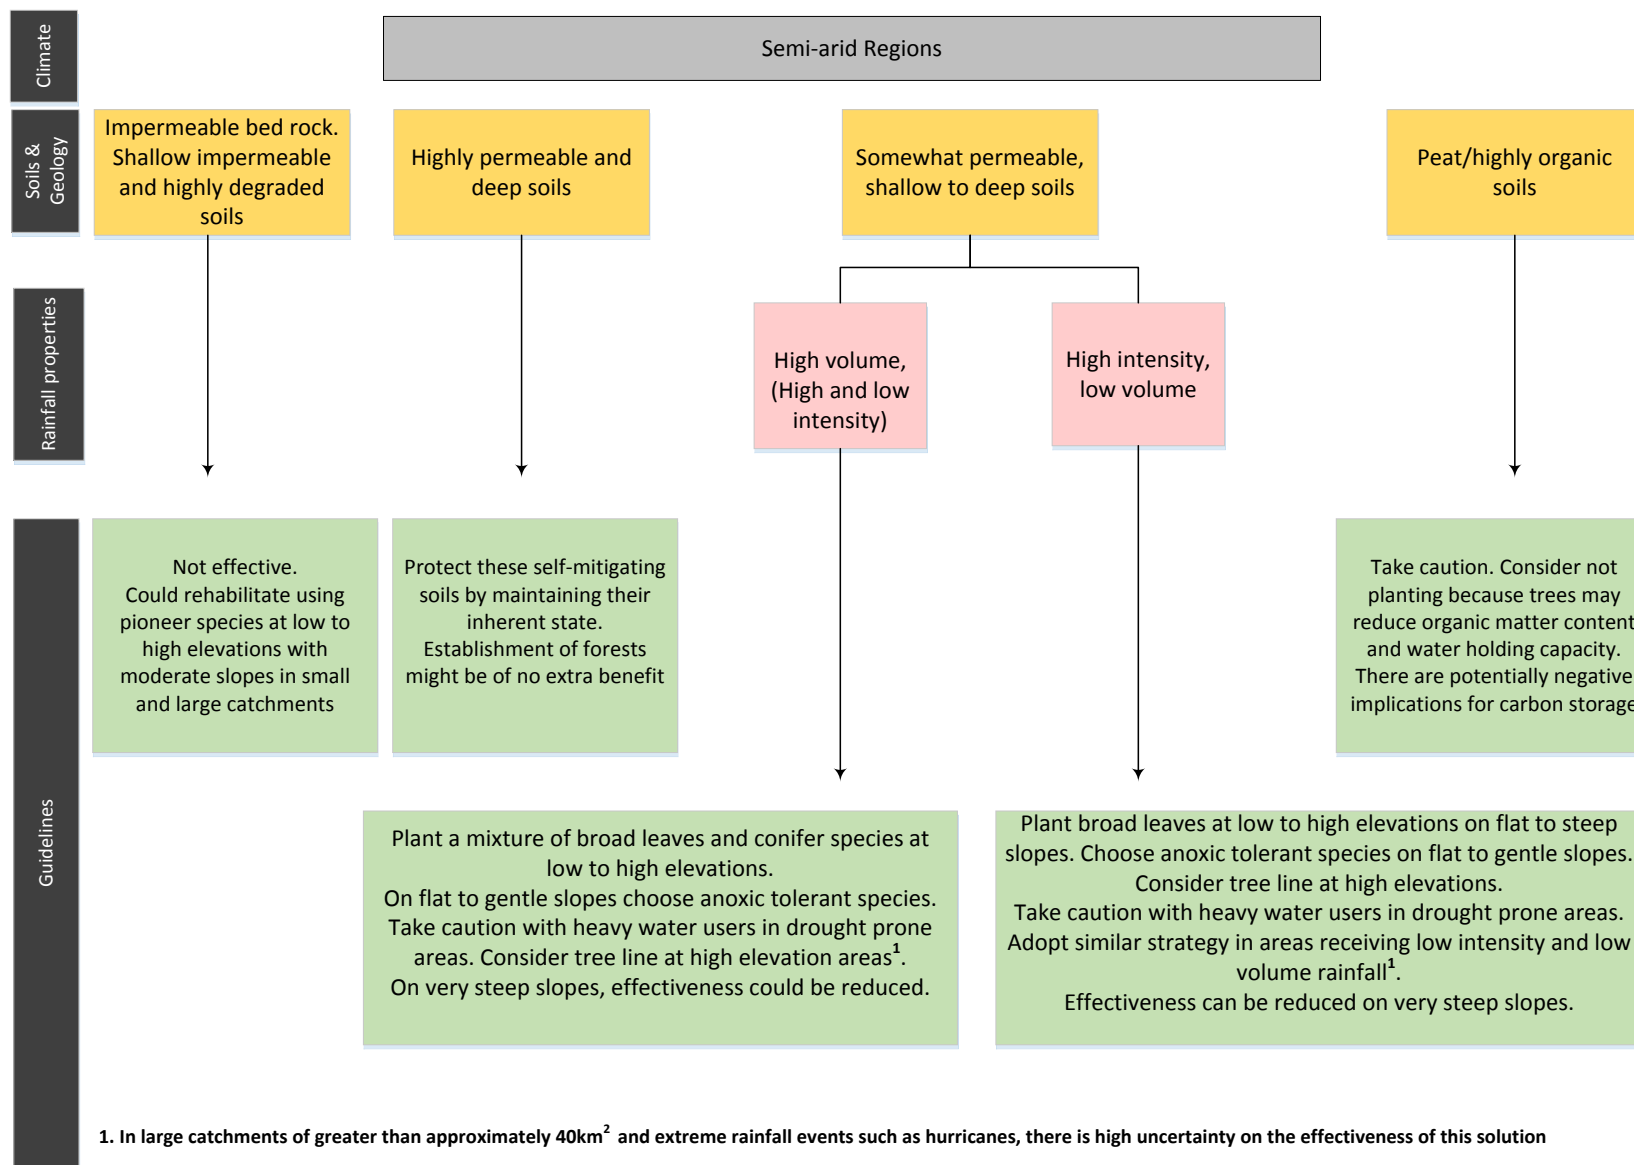 Climate
Semi-arid Regions
Soils &
Geology
Impermeable bed rock.
Shallow impermeable
and highly degraded
soils
Highly permeable and
deep soils
Somewhat permeable,
shallow to deep soils
Peat/highly organic
soils
Rainfall properties
High volume,
(High and low
intensity)
High intensity,
low volume
Guidelines
Not effective.
Could rehabilitate using
pioneer species at low to
high elevations with
moderate slopes in small
and large catchments
Protect these self-mitigating
soils by maintaining their
inherent state.
Establishment of forests
might be of no extra benefit
Take caution. Consider not
planting because trees may
reduce organic matter content
and water holding capacity.
There are potentially negative
implications for carbon storage
Plant a mixture of broad leaves and conifer species at
low to high elevations.
On flat to gentle slopes choose anoxic tolerant species.
Take caution with heavy water users in drought prone
areas. Consider tree line at high elevation areas¹.
On very steep slopes, effectiveness could be reduced.
Plant broad leaves at low to high elevations on flat to steep
slopes. Choose anoxic tolerant species on flat to gentle slopes.
Consider tree line at high elevations.
Take caution with heavy water users in drought prone areas.
Adopt similar strategy in areas receiving low intensity and low
volume rainfall¹.
Effectiveness can be reduced on very steep slopes.
1. In large catchments of greater than approximately 40km² and extreme rainfall events such as hurricanes, there is high uncertainty on the effectiveness of this solution